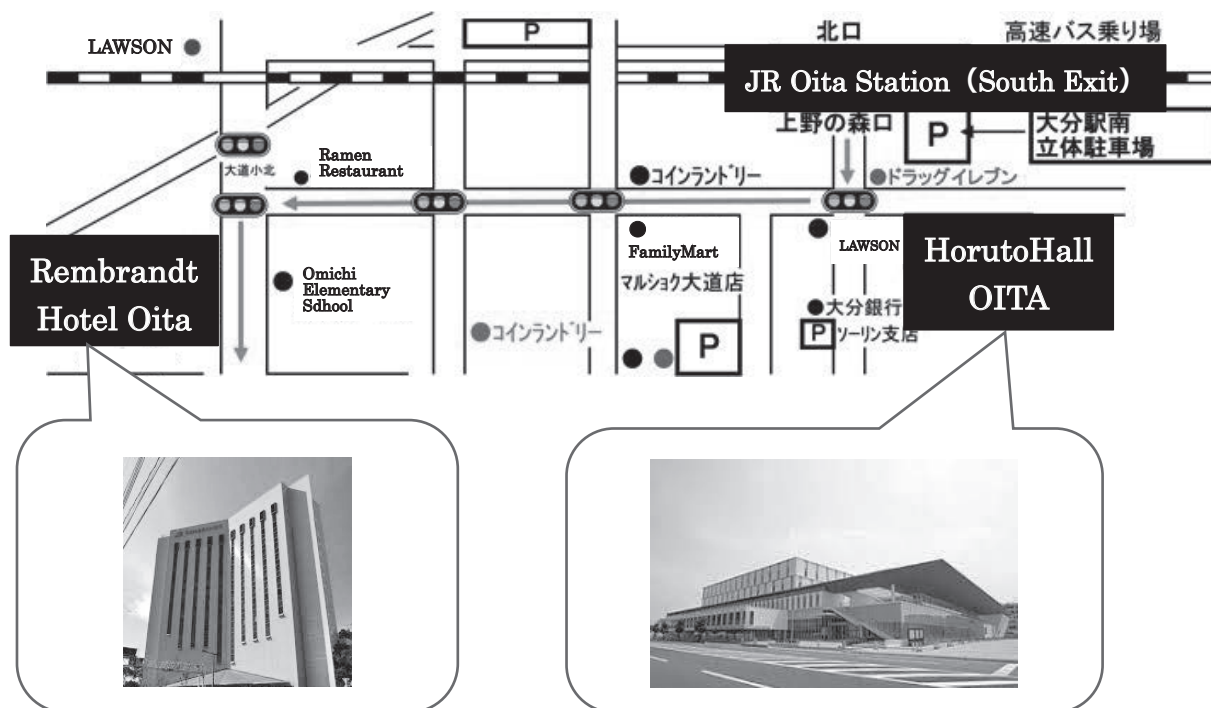 LAWSON
P
北口
高速バス乗り場
JR Oita Station（South Exit）
上野の森口
P
大分駅南
立体駐車場
大道小北
Ramen
Restaurant
コインランドリー
ドラッグイレブン
Rembrandt
Hotel Oita
Omichi
Elementary
Sdhool
FamilyMart
マルショク大道店
LAWSON
HorutoHall
OITA
コインランドリー
P
大分銀行
P
ソーリン支店